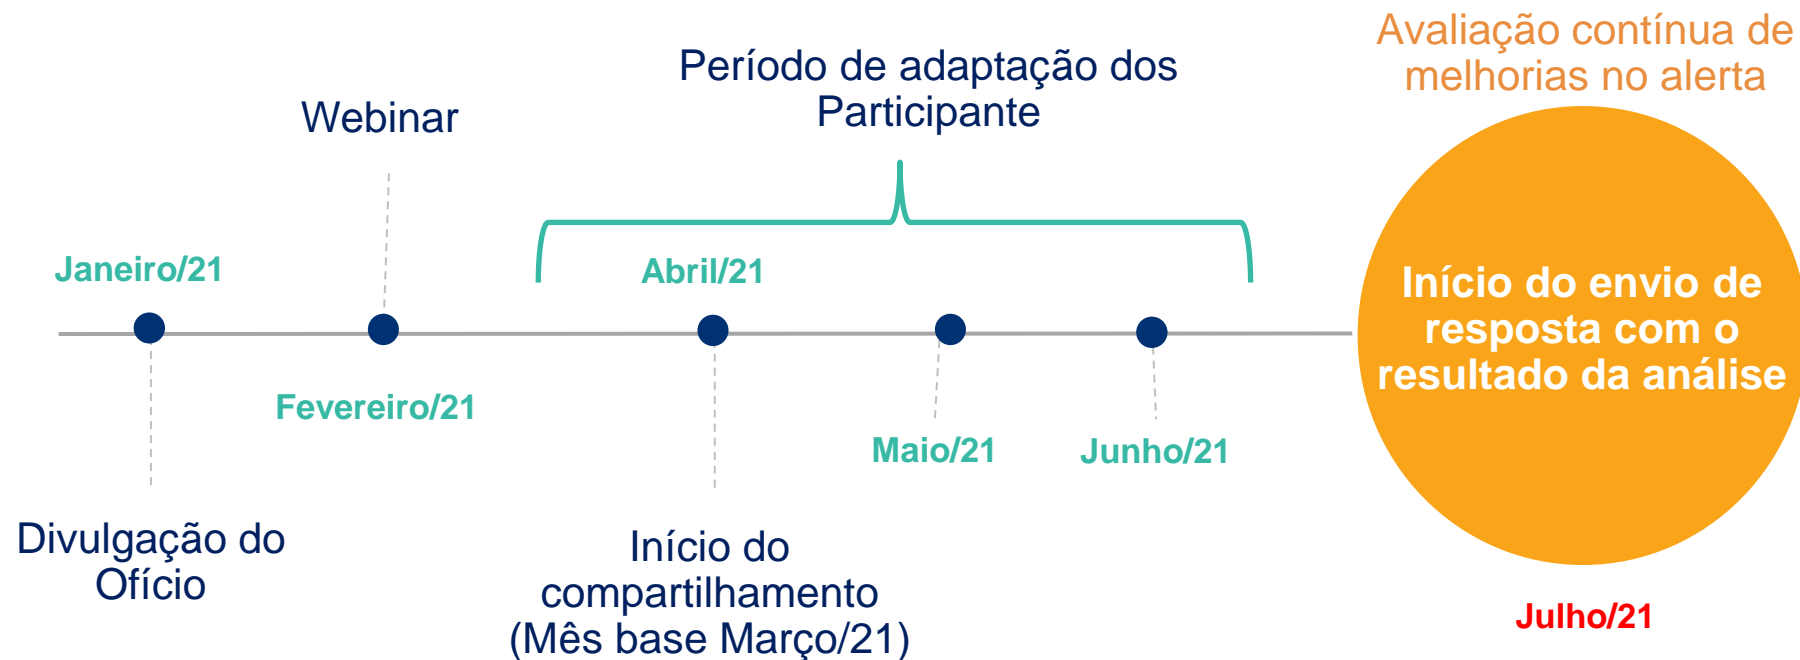 Avaliação contínua de
melhorias no alerta
Período de adaptação dos
Participante
Webinar
Janeiro/21
Abril/21
Início do envio de
resposta com o
resultado da análise
Fevereiro/21
Maio/21
Junho/21
Divulgação do
Ofício
Início do
compartilhamento
(Mês base Março/21)
Julho/21